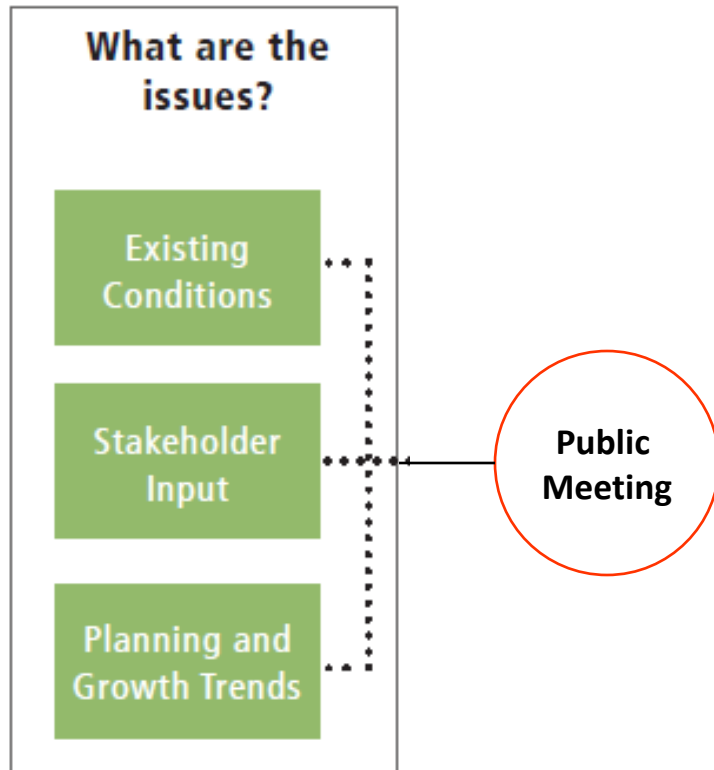 What are the
issues?
Existing
Conditions
Stakeholder
Input
Planning and
Growth Trends
Public
Meeting